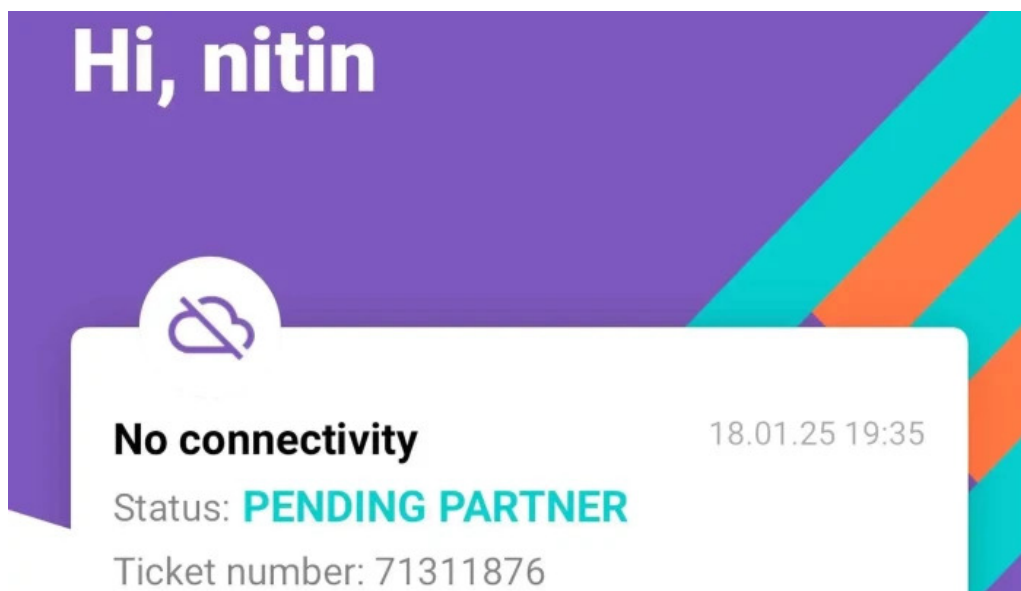 Hi, nitin
No connectivity 18.01.25 19:35
Status: PENDING PARTNER
Ticket number: 71311876